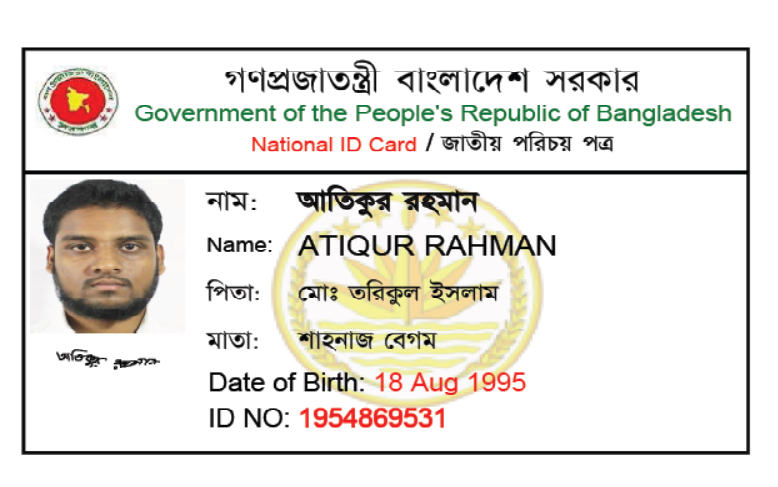 গণপ্রজাতন্ত্রী বাংলাদেশ সরকার
Government of the People's Republic of Bangladesh
National ID Card / জাতীয় পরিচয় পত্র
নাম: আতিকুর রহমান
Name: ATIQUR RAHMAN
পিতা: মোঃ তরিকুল ইসলাম
মাতা: শাহনাজ বেগম
আতিকুর রহমান
Date of Birth: 18 Aug 1995
ID NO: 1954869531